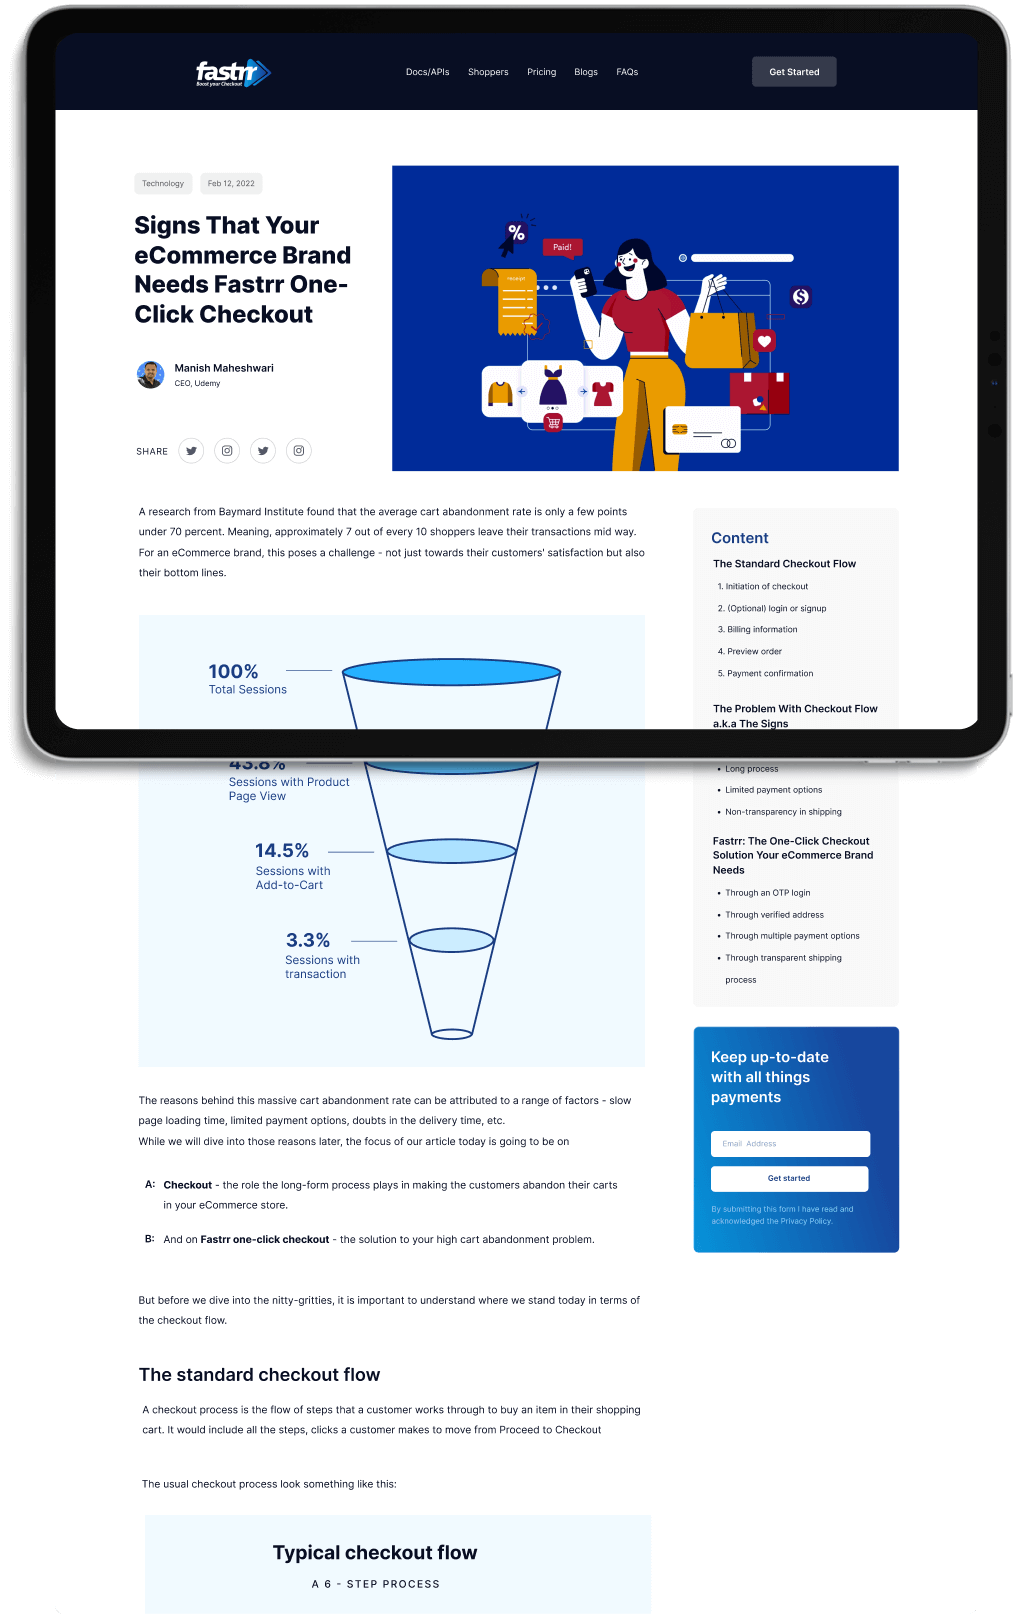 fastrr
Boost your Checkout
Docs/APIs
Shoppers
Pricing
Blogs
FAQs
Get Started
Technology
Feb 12, 2022
Signs That Your
eCommerce Brand
Needs Fastrr One-
Click Checkout
Manish Maheshwari
CEO, Udemy
SHARE
%
Paid!
receipt
$
A research from Baymard Institute found that the average cart abandonment rate is only a few points
under 70 percent. Meaning, approximately 7 out of every 10 shoppers leave their transactions mid way.
For an eCommerce brand, this poses a challenge - not just towards their customers' satisfaction but also
their bottom lines.
100%
Total Sessions
43.8%
Sessions with Product
Page View
14.5%
Sessions with
Add-to-Cart
3.3%
Sessions with
transaction
The reasons behind this massive cart abandonment rate can be attributed to a range of factors - slow
page loading time, limited payment options, doubts in the delivery time, etc.
While we will dive into those reasons later, the focus of our article today is going to be on
A: Checkout - the role the long-form process plays in making the customers abandon their carts
in your eCommerce store.
B: And on Fastrr one-click checkout - the solution to your high cart abandonment problem.
But before we dive into the nitty-gritties, it is important to understand where we stand today in terms of
the checkout flow.
The standard checkout flow
A checkout process is the flow of steps that a customer works through to buy an item in their shopping
cart. It would include all the steps, clicks a customer makes to move from Proceed to Checkout
The usual checkout process look something like this:
Typical checkout flow
A 6 - STEP PROCESS
Content
The Standard Checkout Flow
1. Initiation of checkout
2. (Optional) login or signup
3. Billing information
4. Preview order
5. Payment confirmation
The Problem With Checkout Flow
a.k.a The Signs
• Long process
• Limited payment options
• Non-transparency in shipping
Fastrr: The One-Click Checkout
Solution Your eCommerce Brand
Needs
• Through an OTP login
• Through verified address
• Through multiple payment options
• Through transparent shipping
process
Keep up-to-date
with all things
payments
Email Address
Get started
By submitting this form I have read and
acknowledged the Privacy Policy.